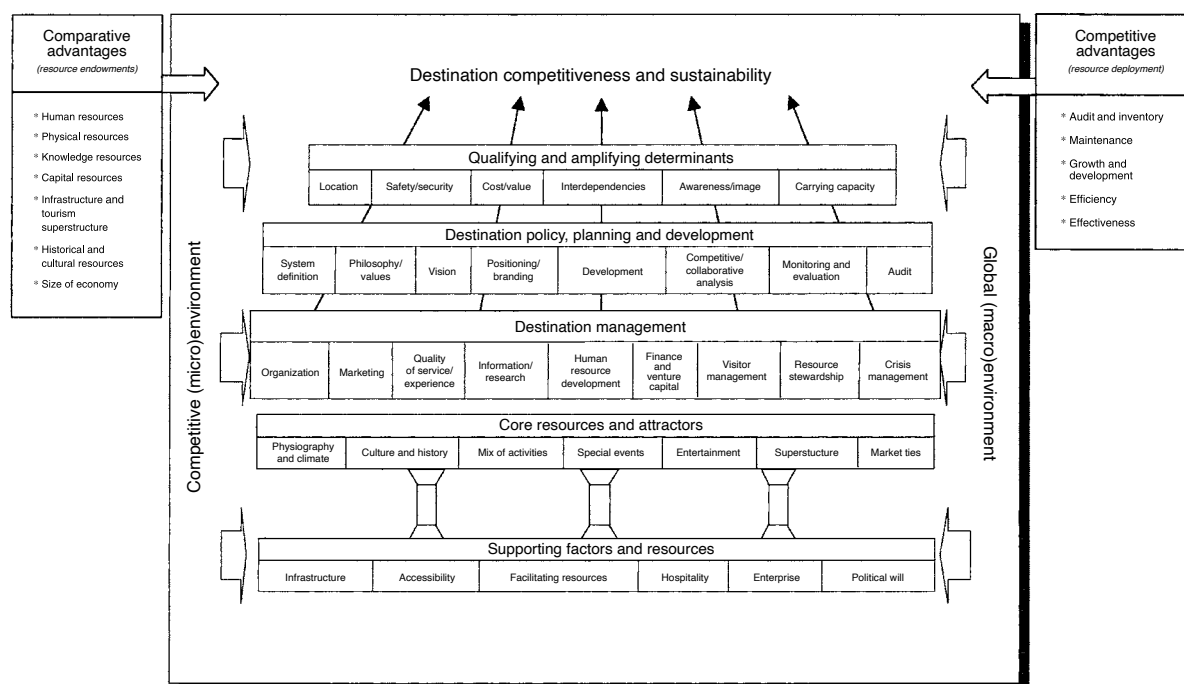 Comparative
advantages
(resource endowments)
* Human resources
* Physical resources
* Knowledge resources
* Capital resources
* Infrastructure and
tourism
superstructure
* Historical and
cultural resources
* Size of economy
Competitive (micro)environment
Destination competitiveness and sustainability
Qualifying and amplifying determinants
Location
Safety/security
Cost/value
Interdependencies
Awareness/image
Carrying capacity
Destination policy, planning and development
System
definition
Philosophy/
values
Vision
Positioning/
branding
Development
Competitive/
collaborative
analysis
Monitoring and
evaluation
Audit
Destination management
Organization
Marketing
Quality
of service/
experience
Information/
research
Human
resource
development
Finance
and
venture
capital
Visitor
management
Resource
stewardship
Crisis
management
Core resources and attractors
Physiography
and climate
Culture and history
Mix of activities
Special events
Entertainment
Superstucture
Market ties
Supporting factors and resources
Infrastructure
Accessibility
Facilitating resources
Hospitality
Enterprise
Political will
Global (macro)environment
Competitive
advantages
(resource deployment)
* Audit and inventory
* Maintenance
* Growth and
development
* Efficiency
* Effectiveness